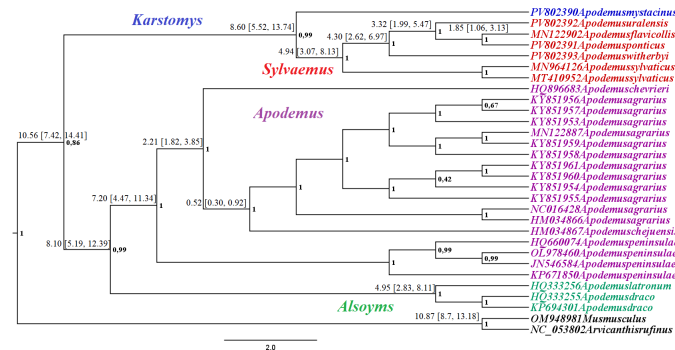 PV802390Apodemusmystacinus
Karstomys
8.60 [5.52, 13.74]
3.32 [1.99, 5.47]
PV802392Apodemusuralensis
1.85 [1.06, 3.13]
MN122902Apodemusflavicollis
4.30 [2.62, 6.97]
1
1
PV802391Apodemusponticus
0,99
4.94 [3.07, 8.13]
1
PV802393Apodemuswitherbyi
Sylvaemus
1
MN964126Apodemussylvaticus
1
MT410952Apodemussylvaticus
HQ896683Apodemuschevrieri
KY851956Apodemusagrarius
0,67
KY851957Apodemusagrarius
Apodemus
1
KY851953Apodemusagrarius
10.56 [7.42, 14.41]
MN122887Apodemusagrarius
0,86
2.21 [1.82, 3.85]
1
1
KY851959Apodemusagrarius
1
KY851958Apodemusagrarius
1
KY851961Apodemusagrarius
1
KY851960Apodemusagrarius
0,42
1
KY851954Apodemusagrarius
7.20 [4.47, 11.34]
0.52 [0.30, 0.92]
KY851955Apodemusagrarius
1
1
1
NC016428Apodemusagrarius
1
HM034866Apodemusagrarius
1
HM034867Apodemuschejuensis
1
HQ660074Apodemuspeninsulae
8.10 [5.19, 12.39]
0,99
0,99
OL978460Apodemuspeninsulae
0,99
JN546584Apodemuspeninsulae
1
KP671850Apodemuspeninsulae
4.95 [2.83, 8.11]
HQ333256Apodemuslatronum
1
HQ333255Apodemusdraco
Alsoyms
1
KP694301Apodemusdraco
10.87 [8.7, 13.18]
OM948981Musmusculus
1
NC_053802Arvicanthisrufinus
2.0